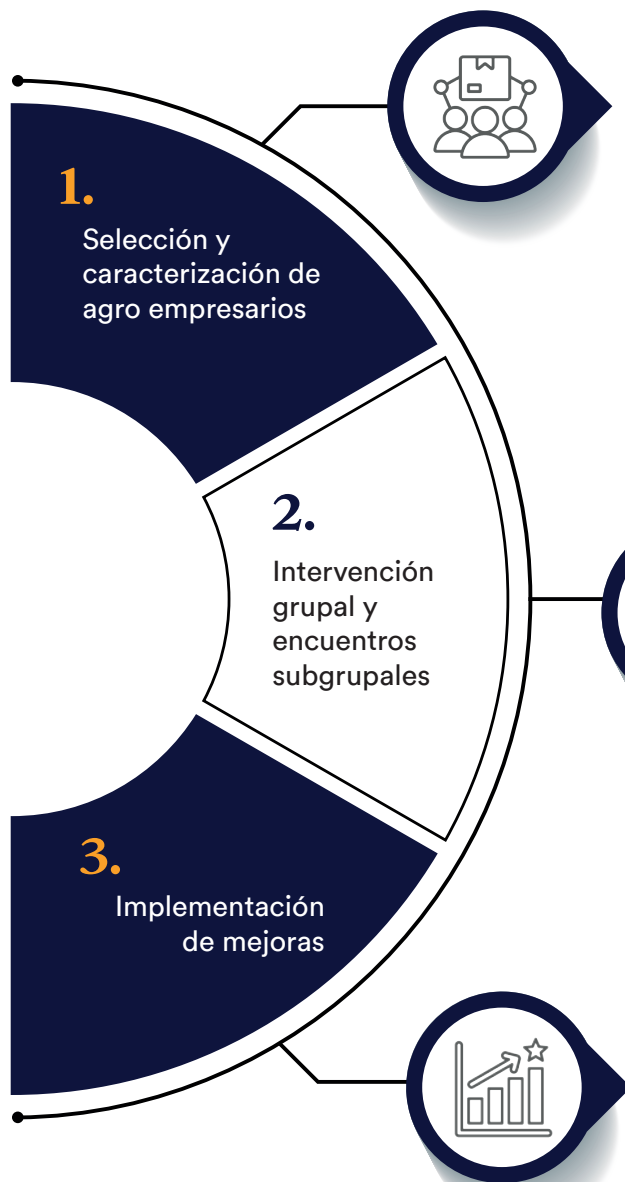 1.
Selección y
caracterización de
agro empresarios
2.
Intervención
grupal y
encuentros
subgrupales
3.
Implementación
de mejoras